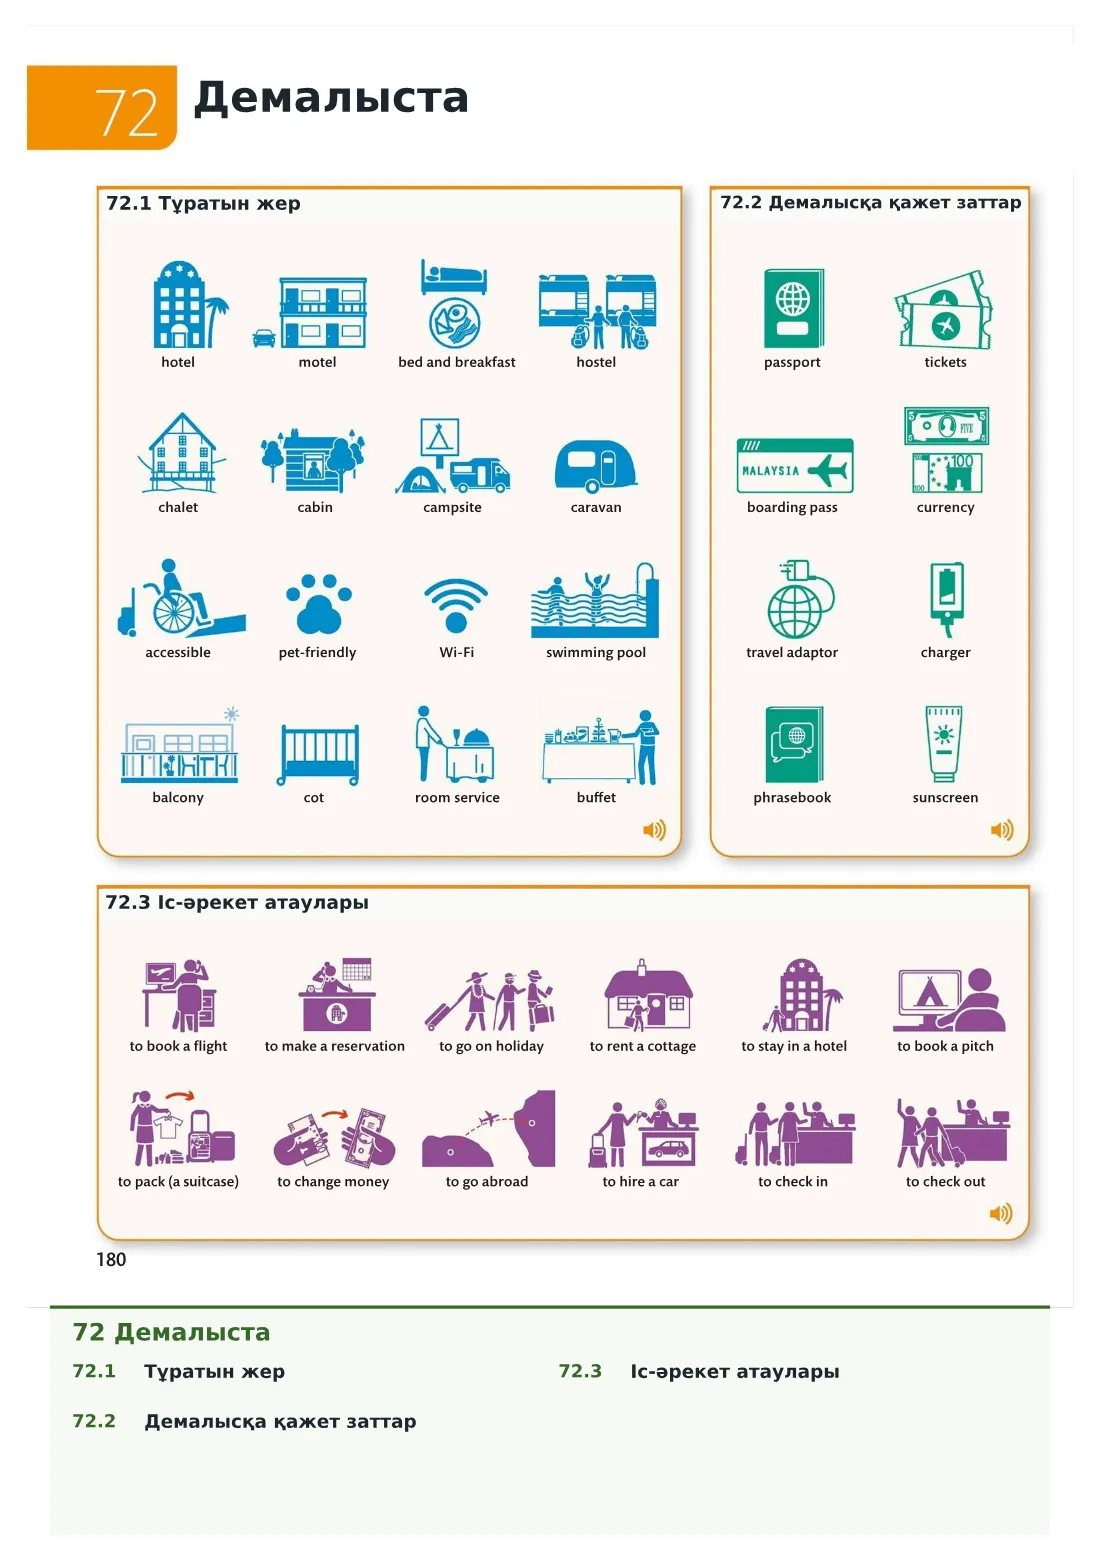 72 Демалыста
72.1 Тұратын жер
hotel motel bed and breakfast hostel
chalet cabin campsite caravan
accessible pet-friendly Wi-Fi swimming pool
balcony cot room service buffet
72.2 Демалысқа қажет заттар
passport tickets
FIVE
100
MALAYSIA
boarding pass currency
travel adaptor charger
phrasebook sunscreen
72.3 Іс-әрекет атаулары
to book a flight to make a reservation to go on holiday to rent a cottage to stay in a hotel to book a pitch
to pack (a suitcase) to change money to go abroad to hire a car to check in to check out
180
72 Демалыста
72.1 Тұратын жер
72.2 Демалысқа қажет заттар
72.3 Іс-әрекет атаулары